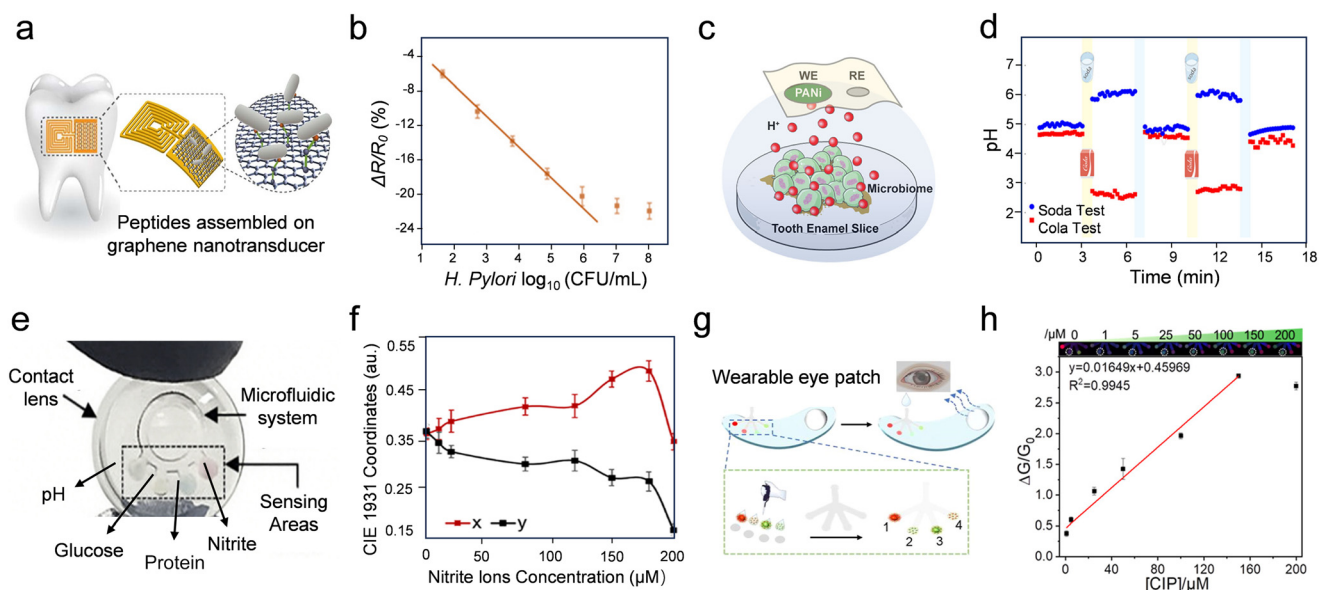 a
Peptides assembled on
graphene nanotransducer
b
ΔR/R0 (%)
-4
-8
-12
-16
-20
-24
1 2 3 4 5 6 7 8
H. Pylori log10 (CFU/mL)
c
WE RE
PANi
H+
Microbiome
Tooth Enamel Slice
d
pH
6
5
4
3
2
Soda
Soda
Soda Test
Cola Test
0 3 6 9 12 15 18
Time (min)
e
Contact
lens
Microfluidic
system
pH
Sensing
Areas
Glucose
Protein
Nitrite
f
CIE 1931 Coordinates (au.)
0.55
0.45
0.35
0.25
0.15
x y
0 50 100 150 200
Nitrite Ions Concentration (µM)
g
Wearable eye patch
1 2 3 4
h
/µM 0 1 5 25 50 100 150 200
y=0.01649x+0.45969
R²=0.9945
ΔG/G0
3.0
2.5
2.0
1.5
1.0
0.5
0.0
0 40 80 120 160 200
[CIP]/µM